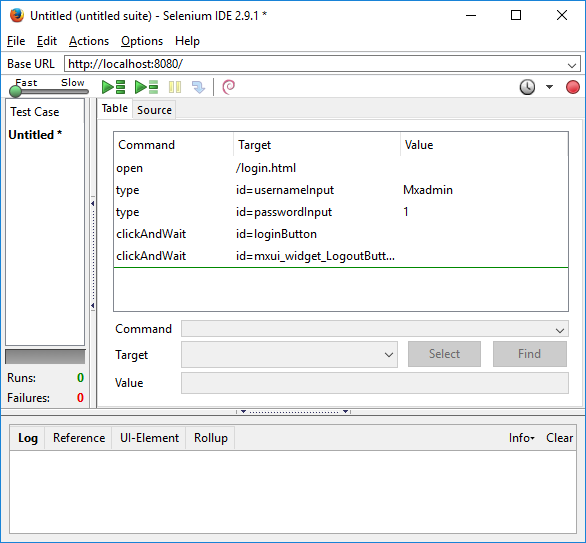 Untitled (untitled suite) - Selenium IDE 2.9.1 *
File Edit Actions Options Help
Base URL http://localhost:8080/
Fast Slow
Test Case
Untitled *
Runs: 0
Failures: 0
Table Source
Command Target Value
open /login.html
type id=usernameInput Mxadmin
type id=passwordInput 1
clickAndWait id=loginButton
clickAndWait id=mxui_widget_LogoutButt...
Command
Target Select Find
Value
Log Reference UI-Element Rollup Info Clear